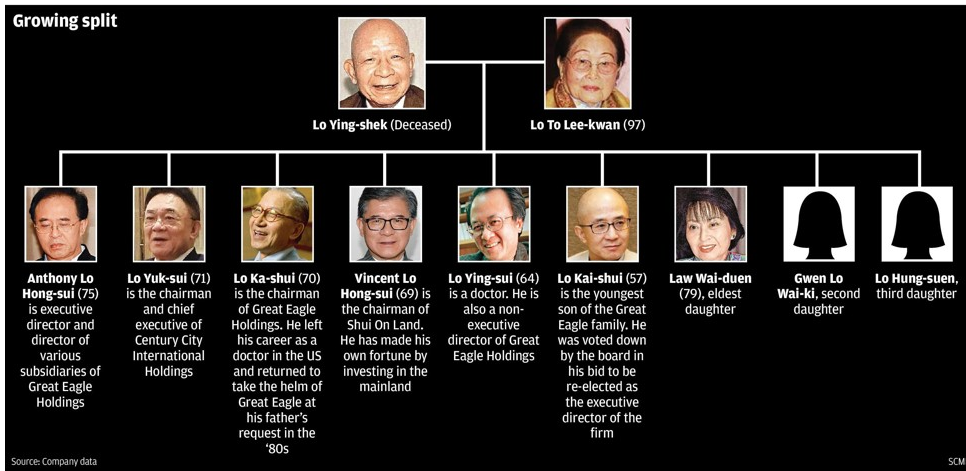 Growing split
Lo Ying-shek (Deceased)
Lo To Lee-kwan (97)
Anthony Lo
Hong-sui (75)
is executive
director and
director of
various
subsidiaries of
Great Eagle
Holdings
Lo Yuk-sui (71)
is the chairman
and chief
executive of
Century City
International
Holdings
Lo Ka-shui (70)
is the chairman
of Great Eagle
Holdings. He left
his career as a
doctor in the US
and returned to
take the helm of
Great Eagle at
his father's
request in the
'80s
Vincent Lo
Hong-sui (69) is
the chairman of
Shui On Land.
He has made his
own fortune by
investing in the
mainland
Lo Ying-sui (64)
is a doctor. He is
also a non-
executive
director of Great
Eagle Holdings
Lo Kai-shui (57)
is the youngest
son of the Great
Eagle family. He
was voted down
by the board in
his bid to be
re-elected as
the executive
director of the
firm
Law Wai-duen
(79), eldest
daughter
Gwen Lo
Wai-ki, second
daughter
Lo Hung-suen,
third daughter
Source: Company data
SCM